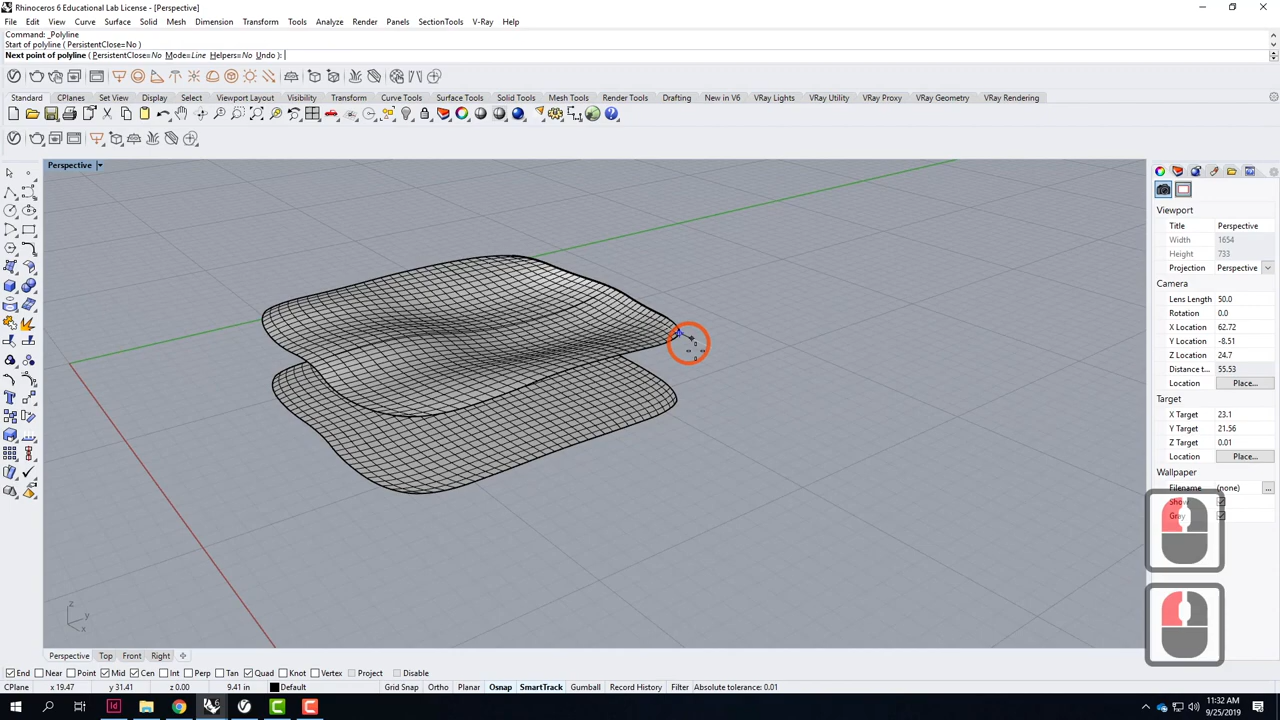 Rhinoceros 6 Educational Lab License - [Perspective]
File Edit View Curve Surface Solid Mesh Dimension Transform Tools Analyze Render Panels SectionTools V-Ray Help
Command: _Polyline
Start of polyline ( PersistentClose=No )
Next point of polyline ( PersistentClose=No Mode=Line Helpers=No Undo ):
Standard CPlanes Set View Display Select Viewport Layout Visibility Transform Curve Tools Surface Tools Solid Tools Mesh Tools Render Tools Drafting New in V6 VRay Lights VRay Utility VRay Proxy VRay Geometry VRay Rendering
Perspective
Viewport
Title Perspective
Width 1654
Height 733
Projection Perspective
Camera
Lens Length 50.0
Rotation 0.0
X Location 62.72
Y Location -8.51
Z Location 24.7
Distance t... 55.53
Location Place...
Target
X Target 23.1
Y Target 21.56
Z Target 0.01
Location Place...
Wallpaper
Filename (none) ...
Show
Gray
z
y
x
Perspective Top Front Right
End Near Point Mid Cen Int Perp Tan Quad Knot Vertex Project Disable
CPlane x 19.47 y 31.41 z 0.00 9.41 in Default Grid Snap Ortho Planar Osnap SmartTrack Gumball Record History Filter Absolute tolerance: 0.01
11:32 AM
9/25/2019